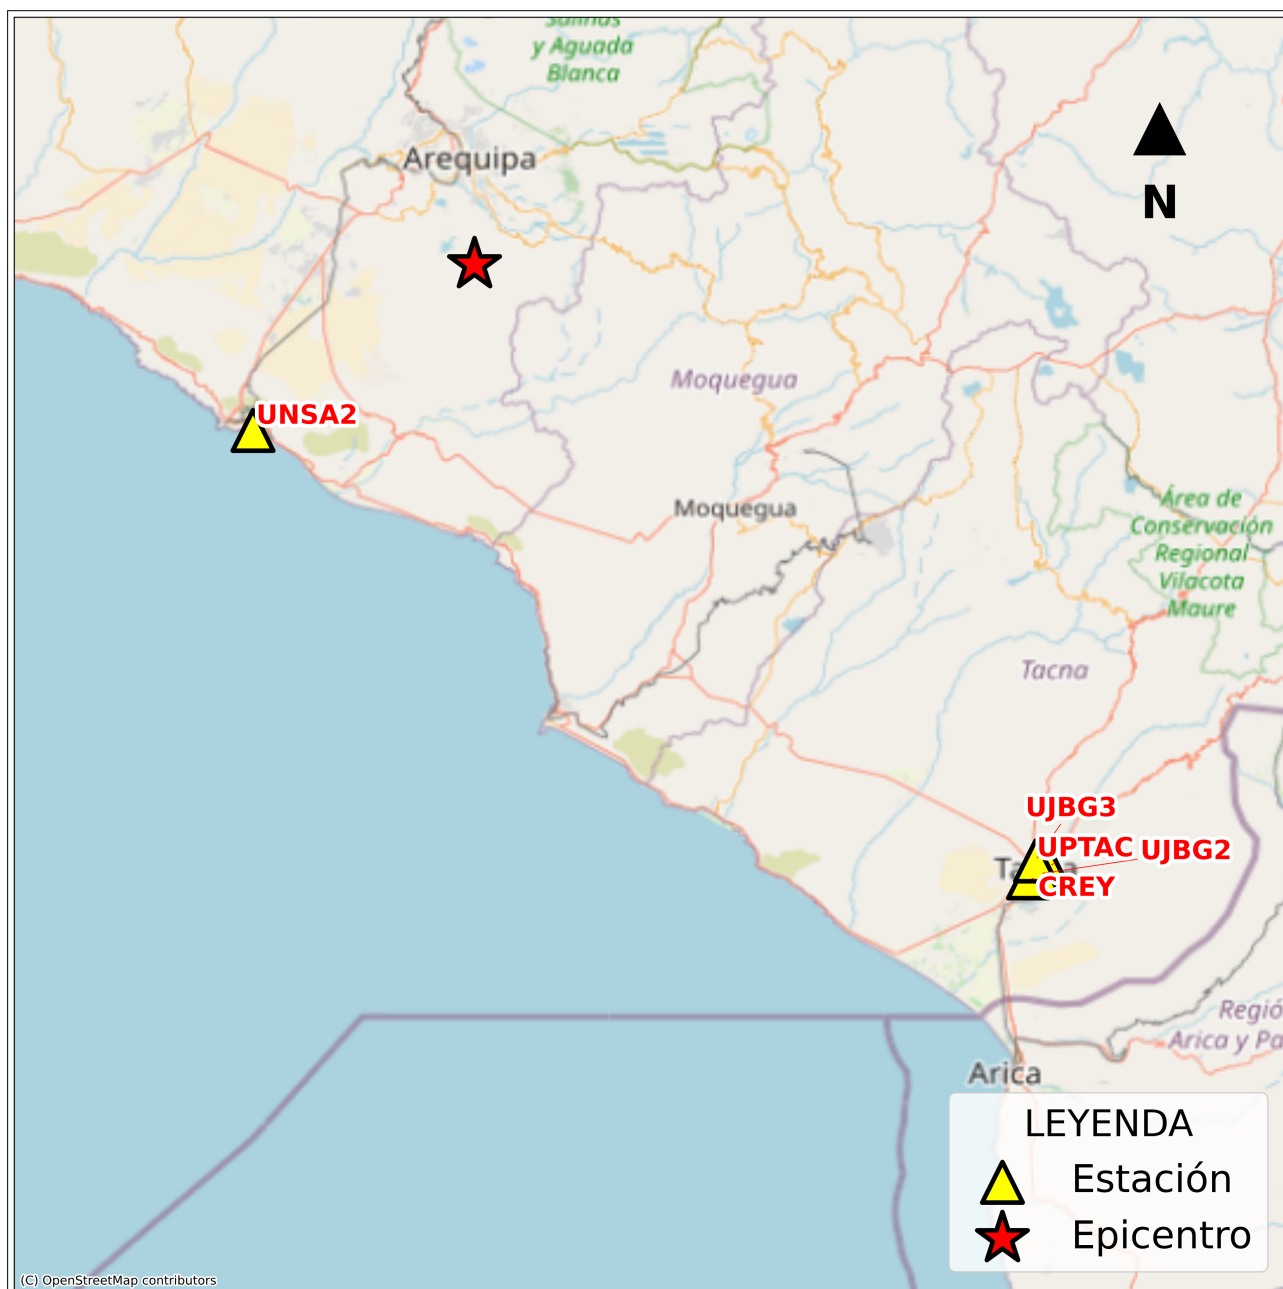 Salinas
y Aguada
Blanca
Arequipa
N
Moquegua
UNSA2
Moquegua
Área de
Conservación
Regional
Vilacota
Maure
Tacna
UJBG3
UPTAC
UJBG2
CREY
Arica
LEYENDA
Estación
Epicentro
(C) OpenStreetMap contributors